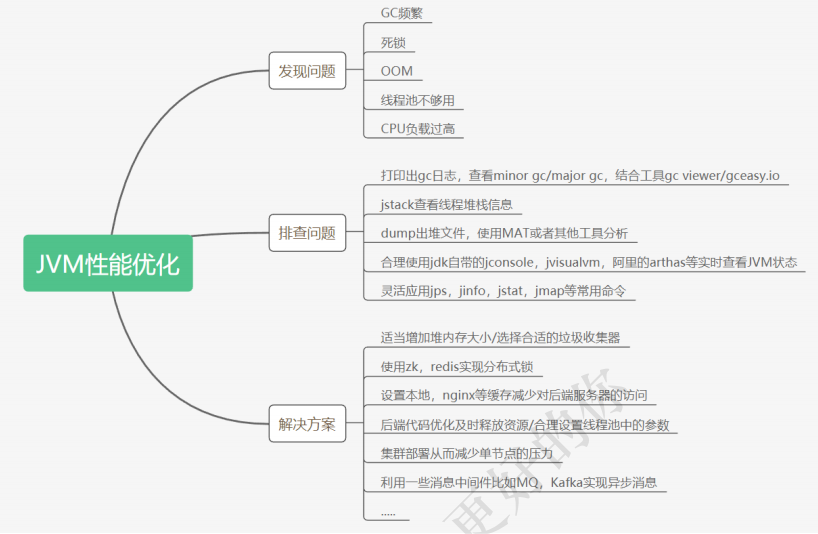 JVM性能优化
发现问题
GC频繁
死锁
OOM
线程池不够用
CPU负载过高
排查问题
打印出gc日志，查看minor gc/major gc，结合工具gc viewer/gceasy.io
jstack查看线程堆栈信息
dump出堆文件，使用MAT或者其他工具分析
合理使用jdk自带的jconsole，jvisualvm，阿里的arthas等实时查看JVM状态
灵活应用jps，jinfo，jstat，jmap等常用命令
解决方案
适当增加堆内存大小/选择合适的垃圾收集器
使用zk，redis实现分布式锁
设置本地，nginx等缓存减少对后端服务器的访问
后端代码优化及时释放资源/合理设置线程池中的参数
集群部署从而减少单节点的压力
利用一些消息中间件比如MQ，Kafka实现异步消息
.....
更好的你